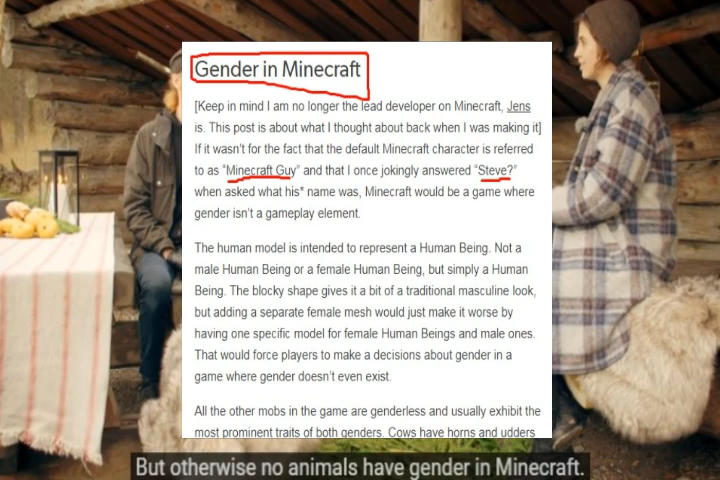 Gender in Minecraft
[Keep in mind I am no longer the lead developer on Minecraft, Jens
is. This post is about what I thought about back when I was making it]
If it wasn't for the fact that the default Minecraft character is referred
to as “Minecraft Guy” and that I once jokingly answered “Steve?”
when asked what his* name was, Minecraft would be a game where
gender isn't a gameplay element.
The human model is intended to represent a Human Being. Not a
male Human Being or a female Human Being, but simply a Human
Being. The blocky shape gives it a bit of a traditional masculine look,
but adding a separate female mesh would just make it worse by
having one specific model for female Human Beings and male ones.
That would force players to make a decisions about gender in a
game where gender doesn't even exist.
All the other mobs in the game are genderless and usually exhibit the
most prominent traits of both genders. Cows have horns and udders
But otherwise no animals have gender in Minecraft.